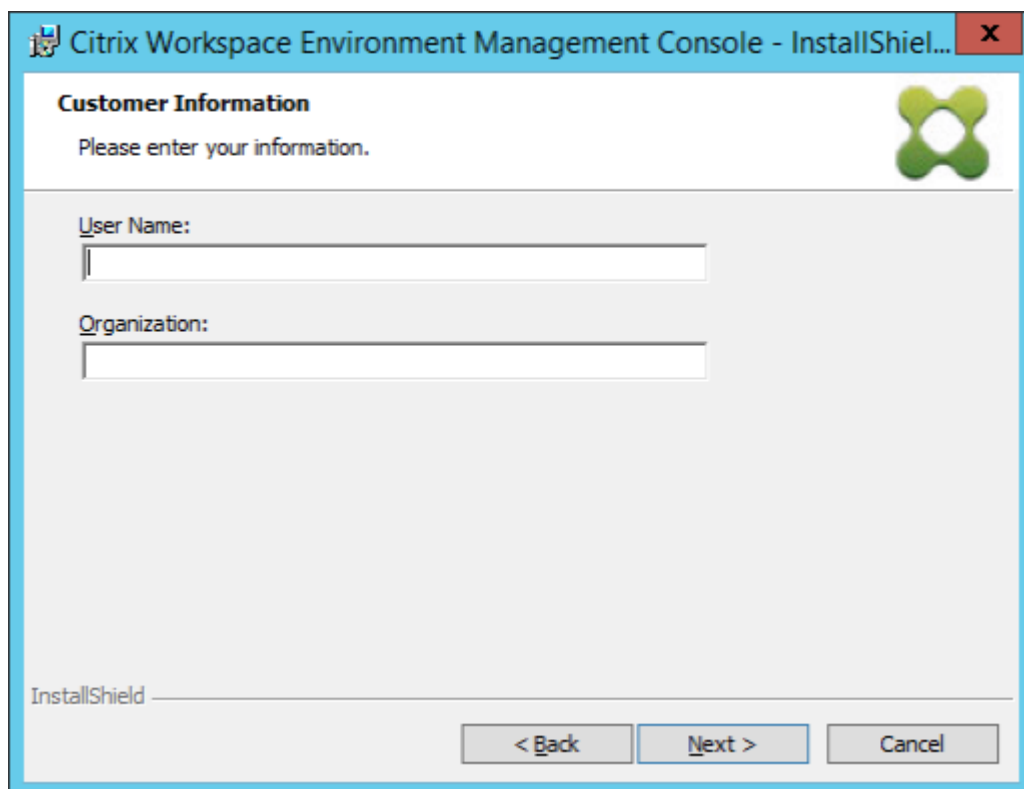 Citrix Workspace Environment Management Console - InstallShiel...
Customer Information
Please enter your information.
User Name:
Organization:
InstallShield
< Back Next > Cancel